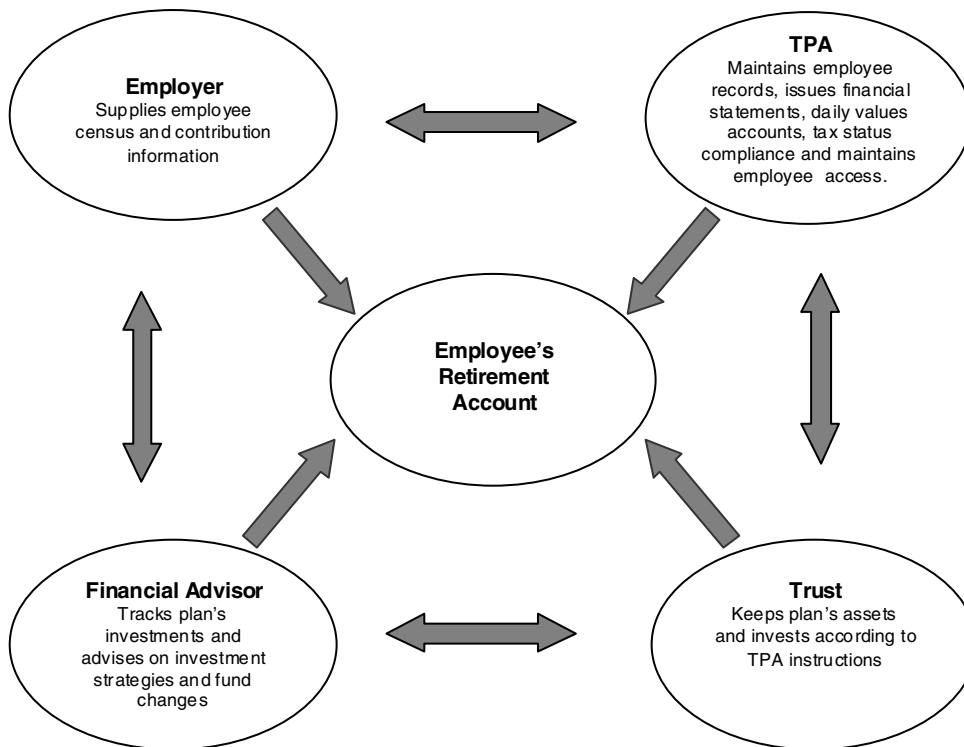 Employer
Supplies employee
census and contribution
information
TPA
Maintains employee
records, issues financial
statements, daily values
accounts, tax status
compliance and maintains
employee access.
Employee's
Retirement
Account
Financial Advisor
Tracks plan's
investments and
advises on investment
strategies and fund
changes
Trust
Keeps plan's assets
and invests according to
TPA instructions